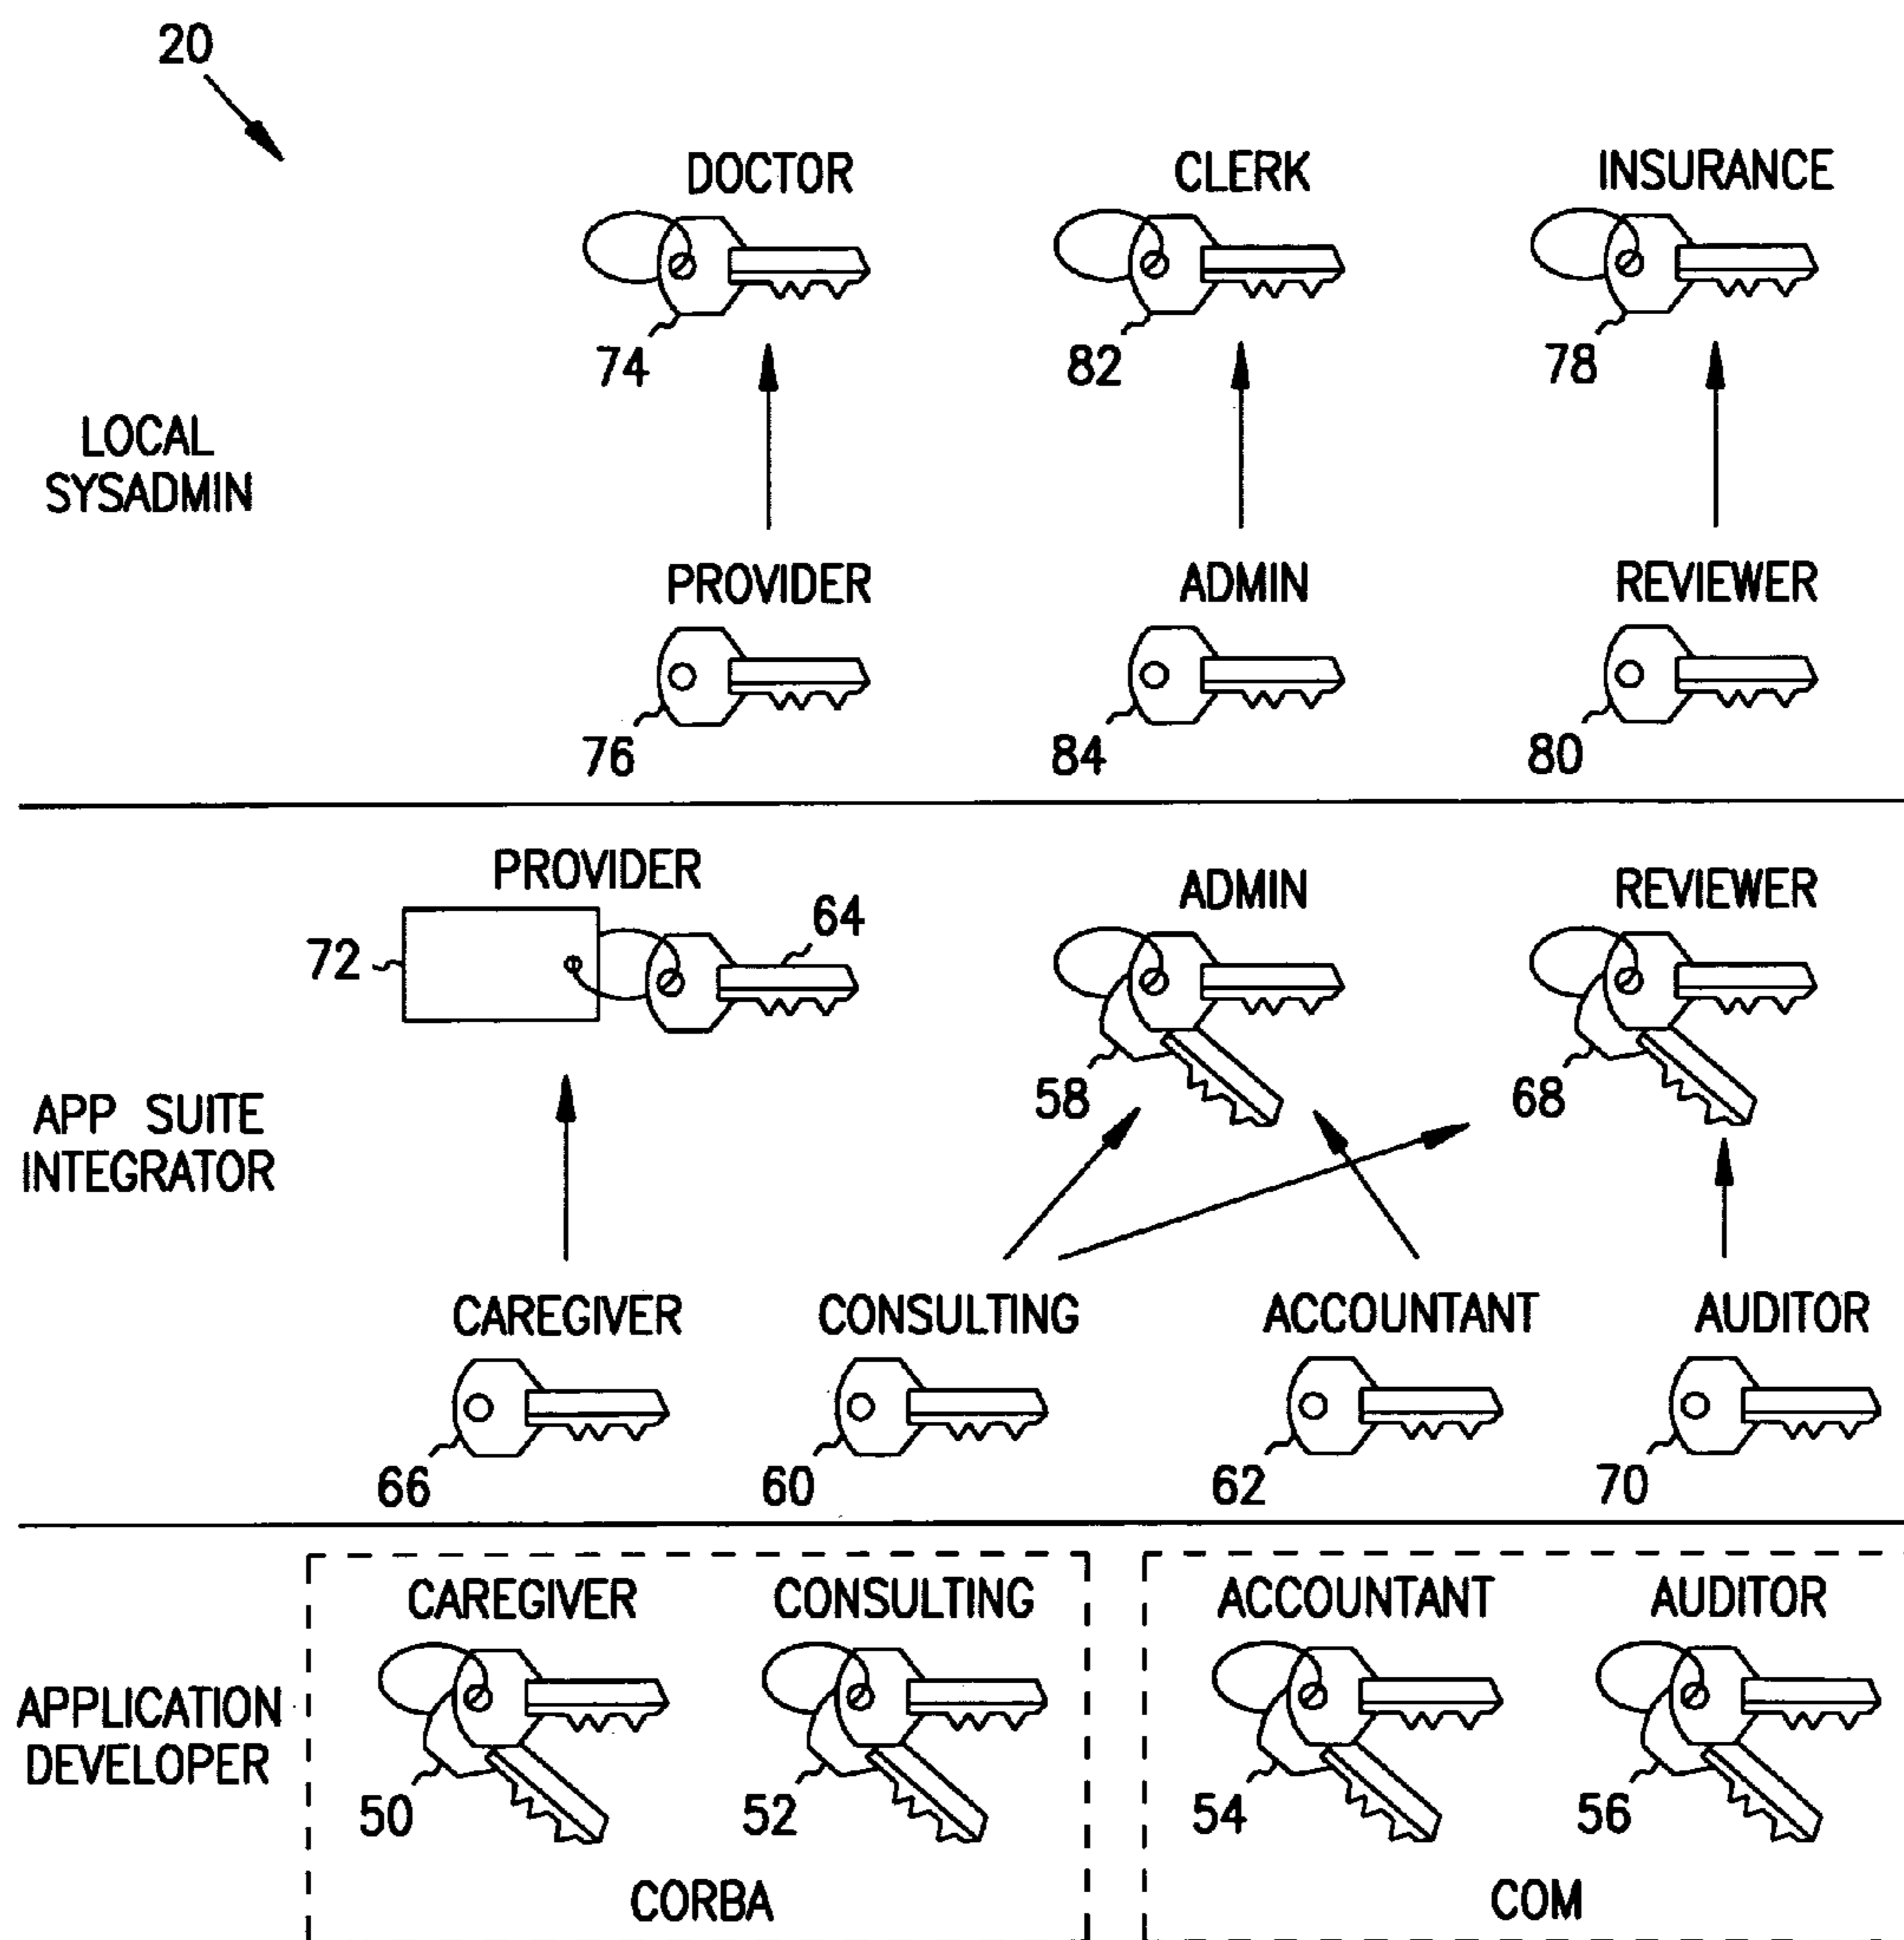 20
DOCTOR CLERK INSURANCE
74 82 78
LOCAL
SYSADMIN
PROVIDER ADMIN REVIEWER
76 84 80
PROVIDER ADMIN REVIEWER
72 64
58 68
APP SUITE
INTEGRATOR
CAREGIVER CONSULTING ACCOUNTANT AUDITOR
66 60 62 70
CAREGIVER CONSULTING ACCOUNTANT AUDITOR
APPLICATION
DEVELOPER
50 52 54 56
CORBA COM